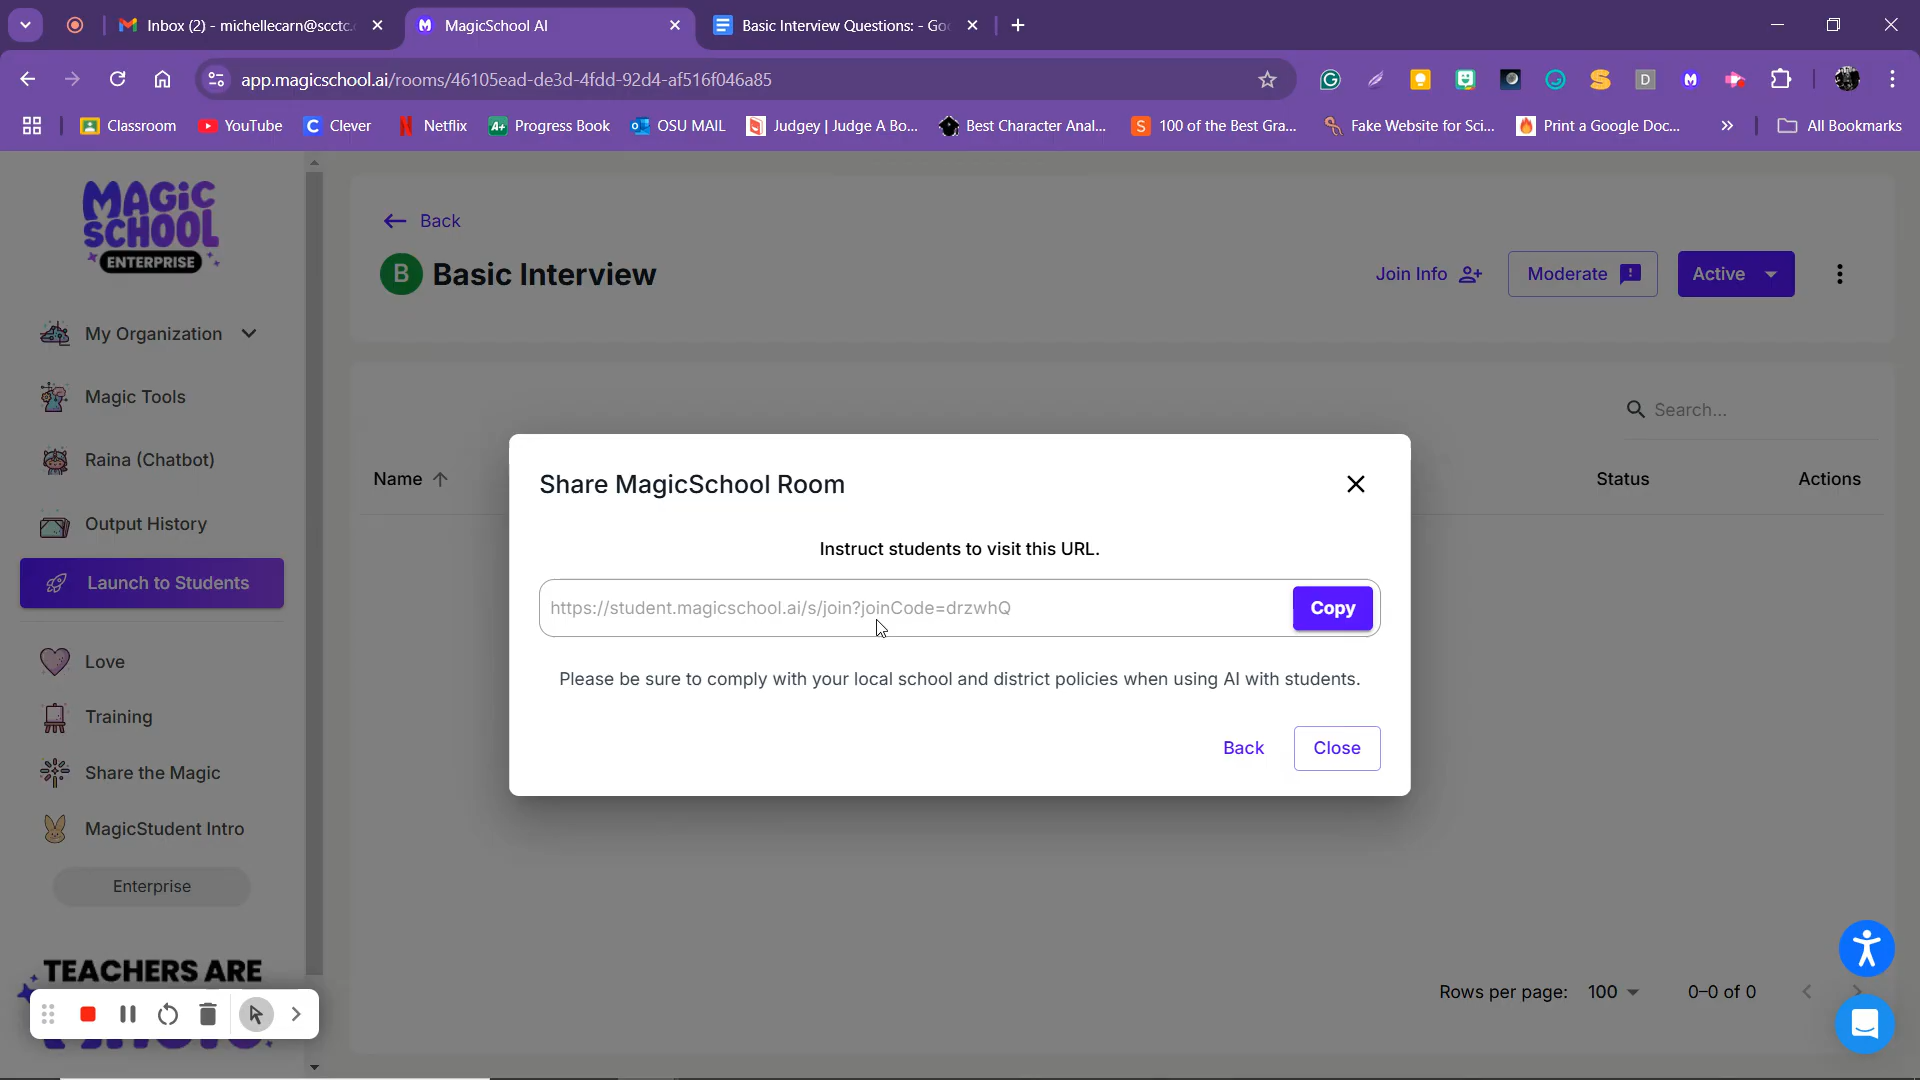 Inbox (2) - michellecarn@scctc.
MagicSchool AI
Basic Interview Questions: - Go
app.magicschool.ai/rooms/46105ead-de3d-4fdd-92d4-af516f046a85
Classroom
YouTube
Clever
Netflix
Progress Book
OSU MAIL
Judgey | Judge A Bo...
Best Character Anal...
100 of the Best Gra...
Fake Website for Sci...
Print a Google Doc...
All Bookmarks
MAGIC
SCHOOL
ENTERPRISE
My Organization
Magic Tools
Raina (Chatbot)
Output History
Launch to Students
Love
Training
Share the Magic
MagicStudent Intro
Enterprise
TEACHERS ARE
Back
B Basic Interview
Join Info
Moderate
Active
Search...
Name
Status
Actions
Share MagicSchool Room
Instruct students to visit this URL.
https://student.magicschool.ai/s/join?joinCode=drzwhQ
Copy
Please be sure to comply with your local school and district policies when using AI with students.
Back
Close
Rows per page: 100
0–0 of 0